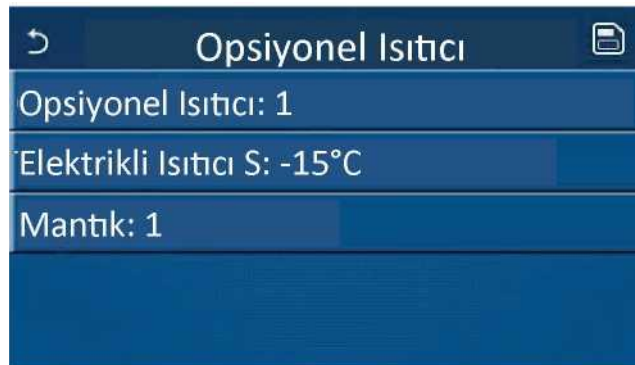 Opsiyonel Isıtıcı
Opsiyonel Isıtıcı: 1
Elektrikli Isıtıcı S: -15°C
Mantık: 1